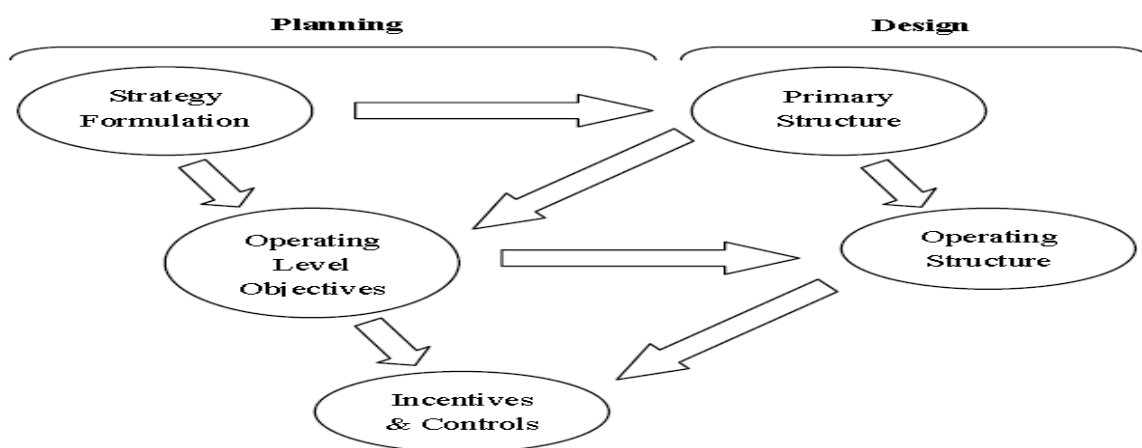 Planning
Design
Strategy
Formulation
Primary
Structure
Operating
Level
Objectives
Operating
Structure
Incentives
& Controls